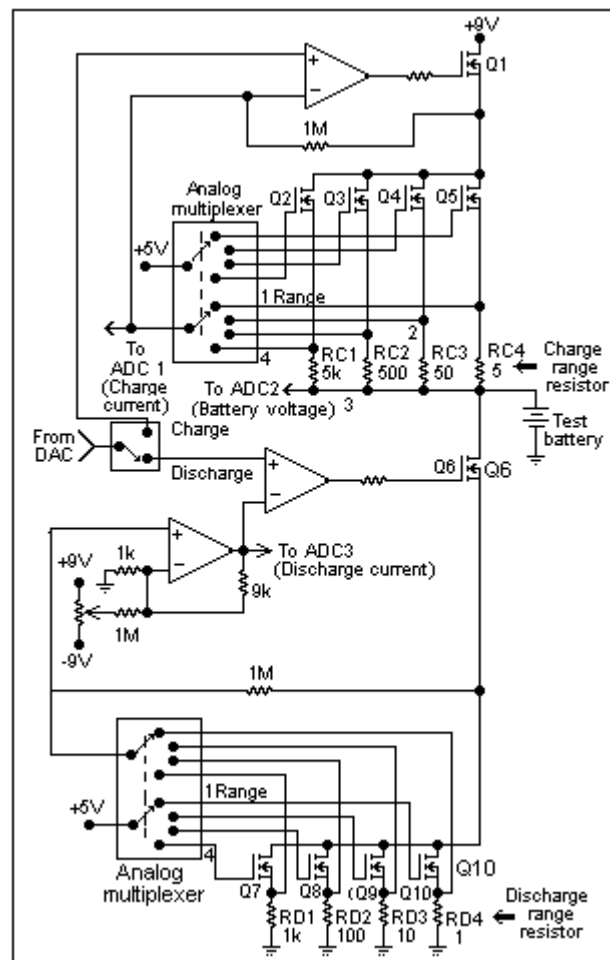 +9V
+
−
Q1
1M
Analog
multiplexer
Q2
Q3
Q4
Q5
+5V
1 Range
2
4
3
To
ADC 1
(Charge
current)
RC1
5k
RC2
500
RC3
50
RC4
5
Charge
range
resistor
To ADC2
(Battery voltage)
Test
battery
From
DAC
Charge
Discharge
+
−
Q6
Q6
+
−
To ADC3
(Discharge current)
1k
9k
+9V
1M
-9V
1M
1 Range
+5V
4
Analog
multiplexer
Q7
Q8
(Q9
Q10
Q10
RD1
1k
RD2
100
RD3
10
RD4
1
Discharge
range
resistor